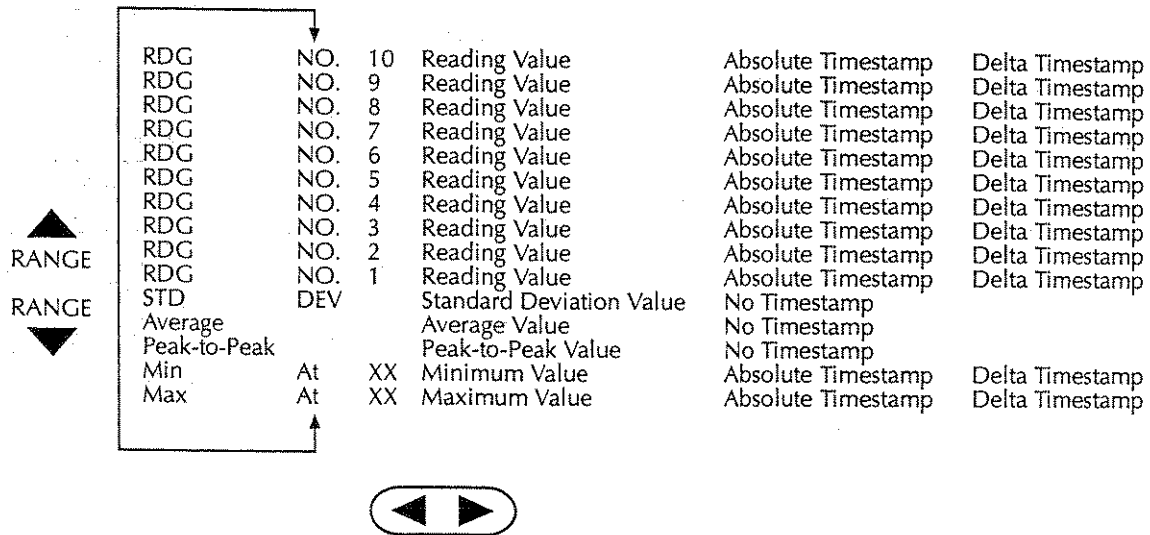 RDG NO. 10 Reading Value Absolute Timestamp Delta Timestamp
RDG NO. 9 Reading Value Absolute Timestamp Delta Timestamp
RDG NO. 8 Reading Value Absolute Timestamp Delta Timestamp
RDG NO. 7 Reading Value Absolute Timestamp Delta Timestamp
RDG NO. 6 Reading Value Absolute Timestamp Delta Timestamp
RDG NO. 5 Reading Value Absolute Timestamp Delta Timestamp
RDG NO. 4 Reading Value Absolute Timestamp Delta Timestamp
RDG NO. 3 Reading Value Absolute Timestamp Delta Timestamp
RANGE RDG NO. 2 Reading Value Absolute Timestamp Delta Timestamp
RDG NO. 1 Reading Value Absolute Timestamp Delta Timestamp
RANGE STD DEV Standard Deviation Value No Timestamp
Average Average Value No Timestamp
Peak-to-Peak Peak-to-Peak Value No Timestamp
Min At XX Minimum Value Absolute Timestamp Delta Timestamp
Max At XX Maximum Value Absolute Timestamp Delta Timestamp